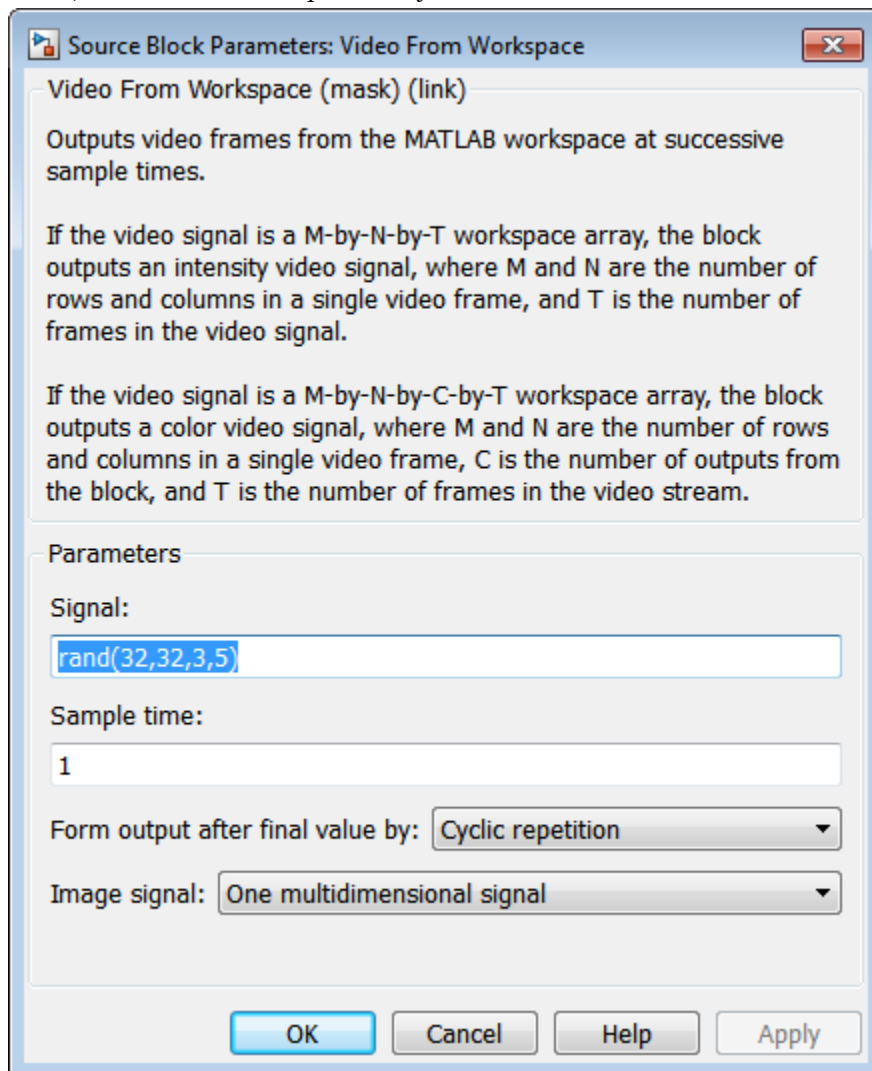 Source Block Parameters: Video From Workspace
Video From Workspace (mask) (link)
Outputs video frames from the MATLAB workspace at successive
sample times.
If the video signal is a M-by-N-by-T workspace array, the block
outputs an intensity video signal, where M and N are the number of
rows and columns in a single video frame, and T is the number of
frames in the video signal.
If the video signal is a M-by-N-by-C-by-T workspace array, the block
outputs a color video signal, where M and N are the number of rows
and columns in a single video frame, C is the number of outputs from
the block, and T is the number of frames in the video stream.
Parameters
Signal:
rand(32,32,3,5)
Sample time:
1
Form output after final value by: Cyclic repetition
Image signal: One multidimensional signal
OK Cancel Help Apply